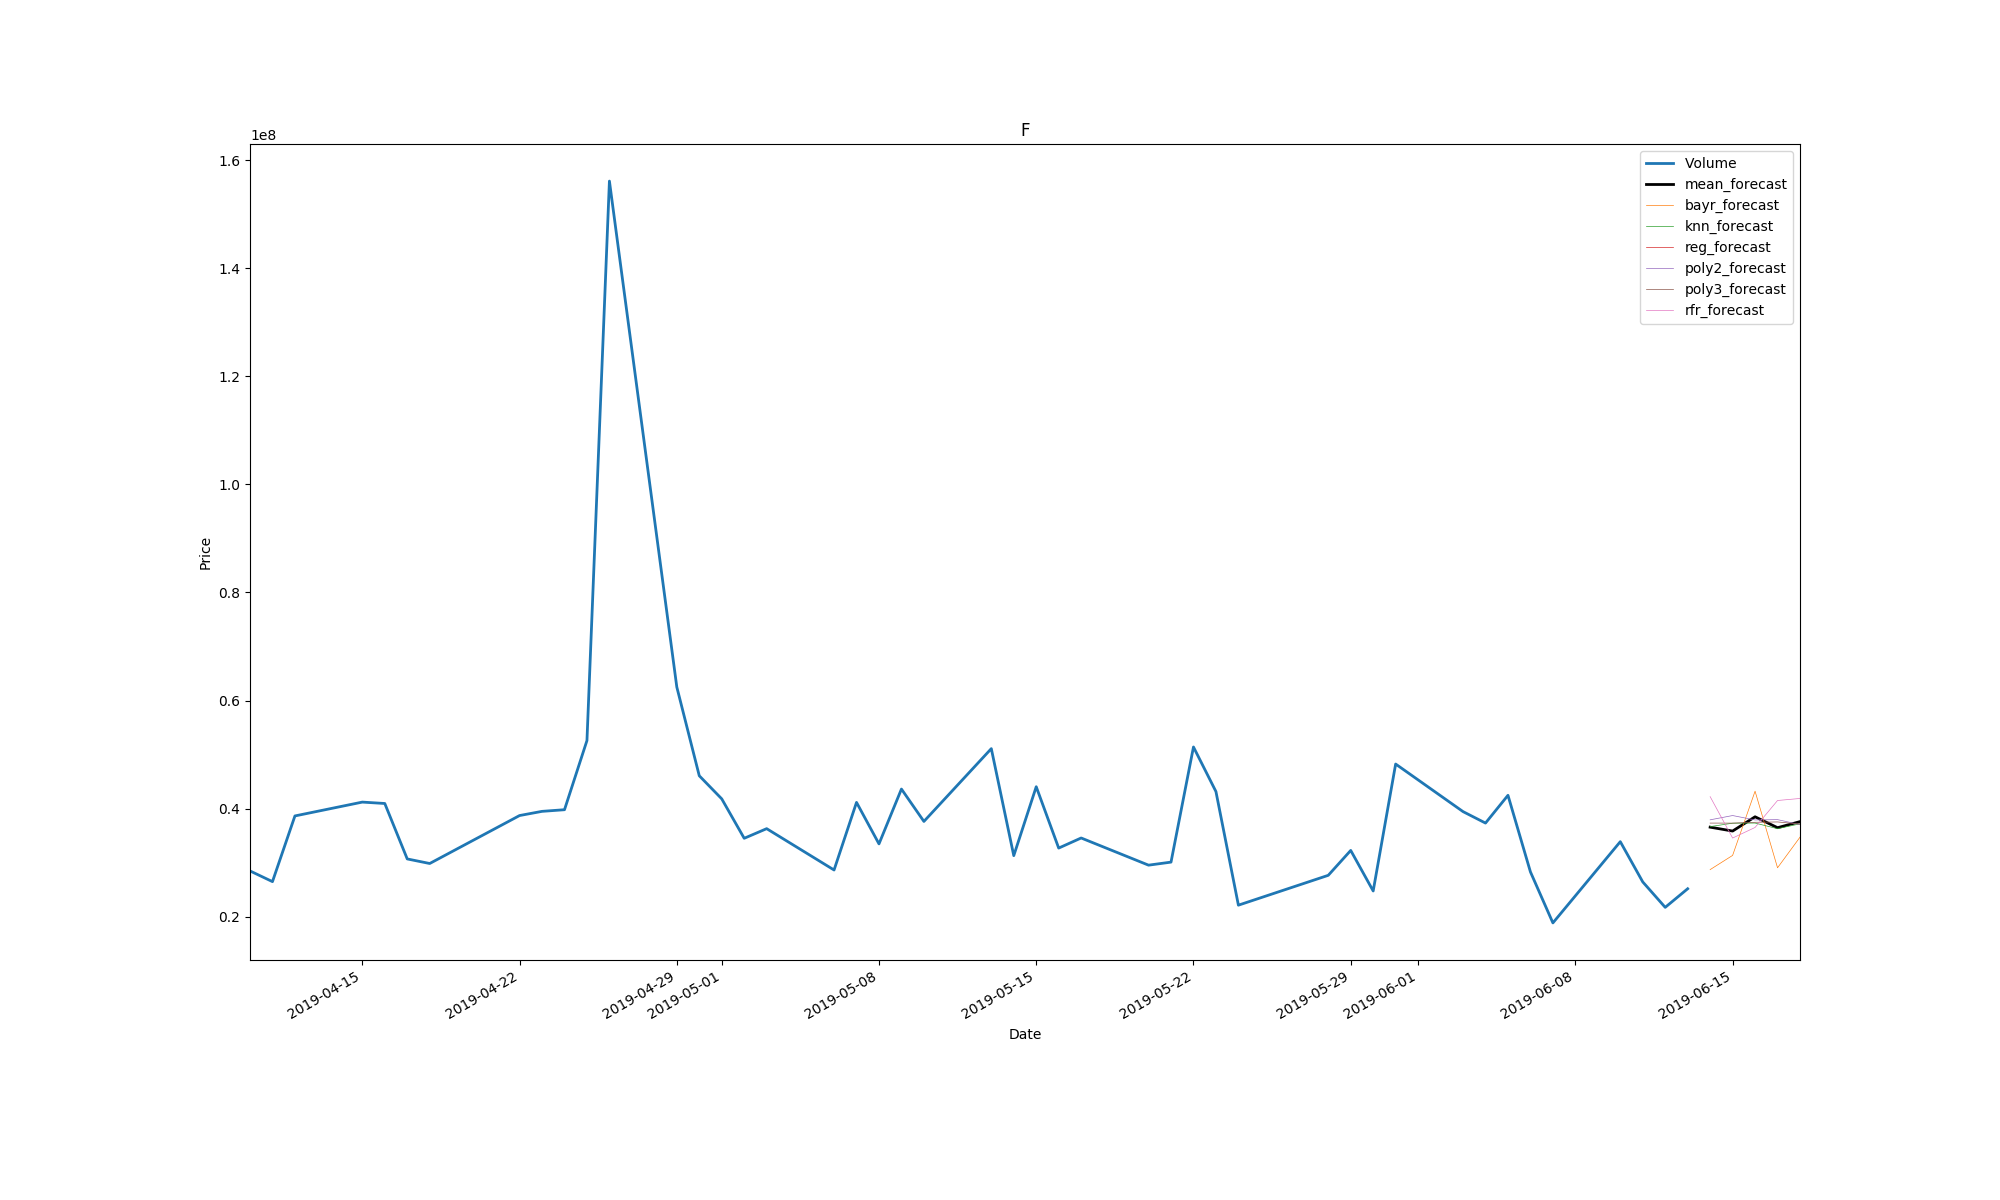 F
1e8
1.6
1.4
1.2
1.0
0.8
0.6
0.4
0.2
Price
Volume
mean_forecast
bayr_forecast
knn_forecast
reg_forecast
poly2_forecast
poly3_forecast
rfr_forecast
2019-04-15
2019-04-22
2019-04-29
2019-05-01
2019-05-08
2019-05-15
2019-05-22
2019-05-29
2019-06-01
2019-06-08
2019-06-15
Date